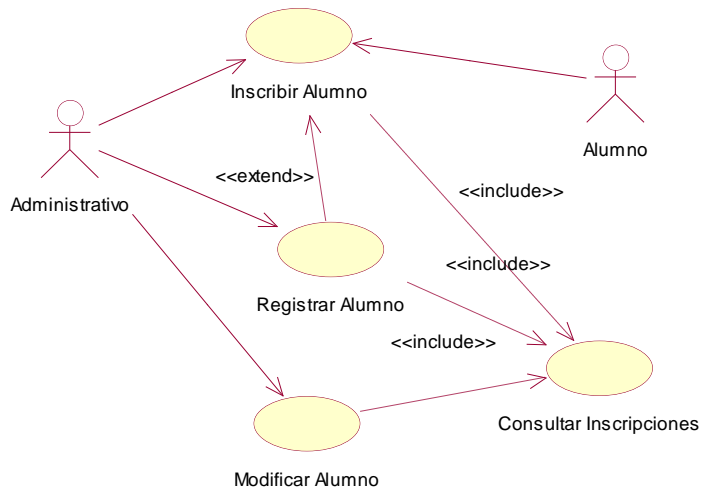 Inscribir Alumno
Alumno
<<extend>>
<<include>>
Administrativo
<<include>>
Registrar Alumno
<<include>>
Consultar Inscripciones
Modificar Alumno